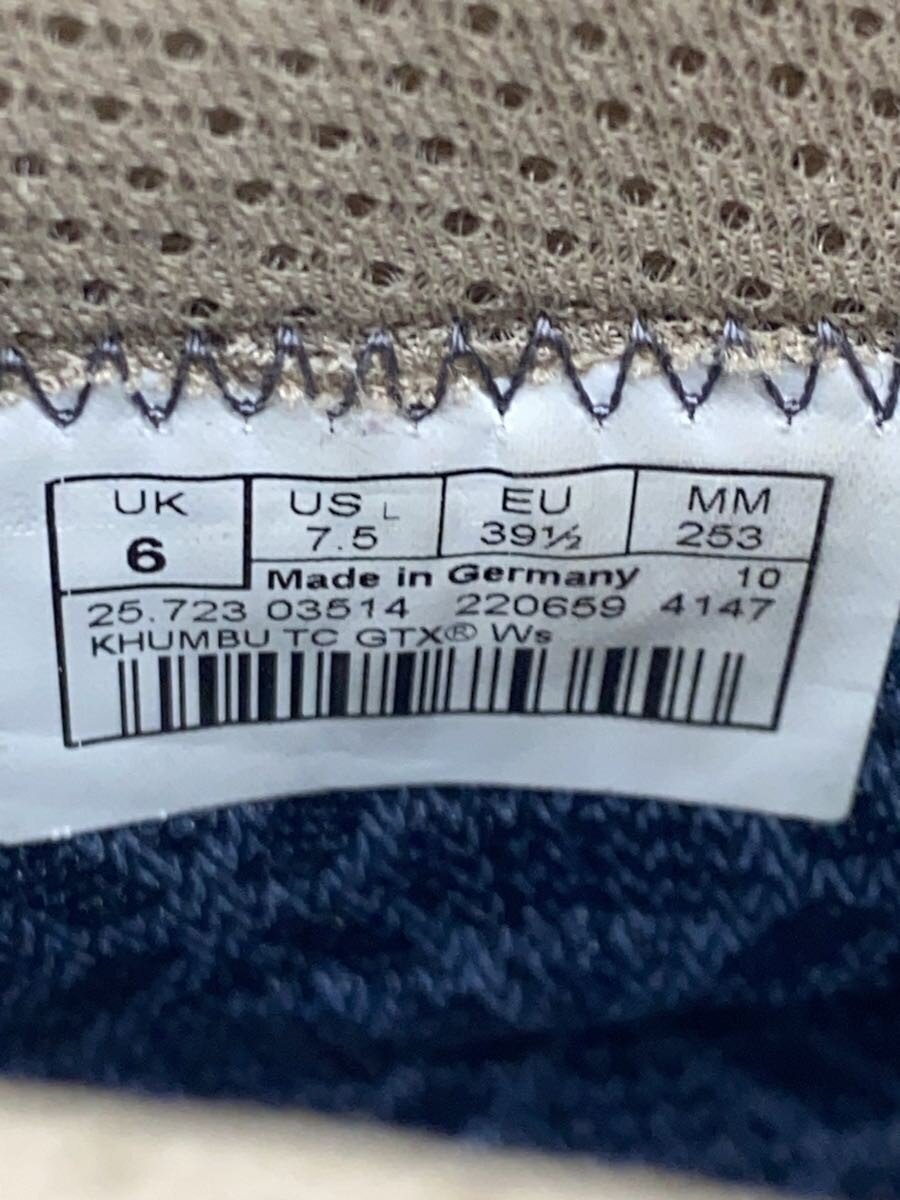 UK US L EU MM
6 7.5 39½ 253
Made in Germany 10
25.723 03514 220659 4147
KHUMBU TC GTX® Ws